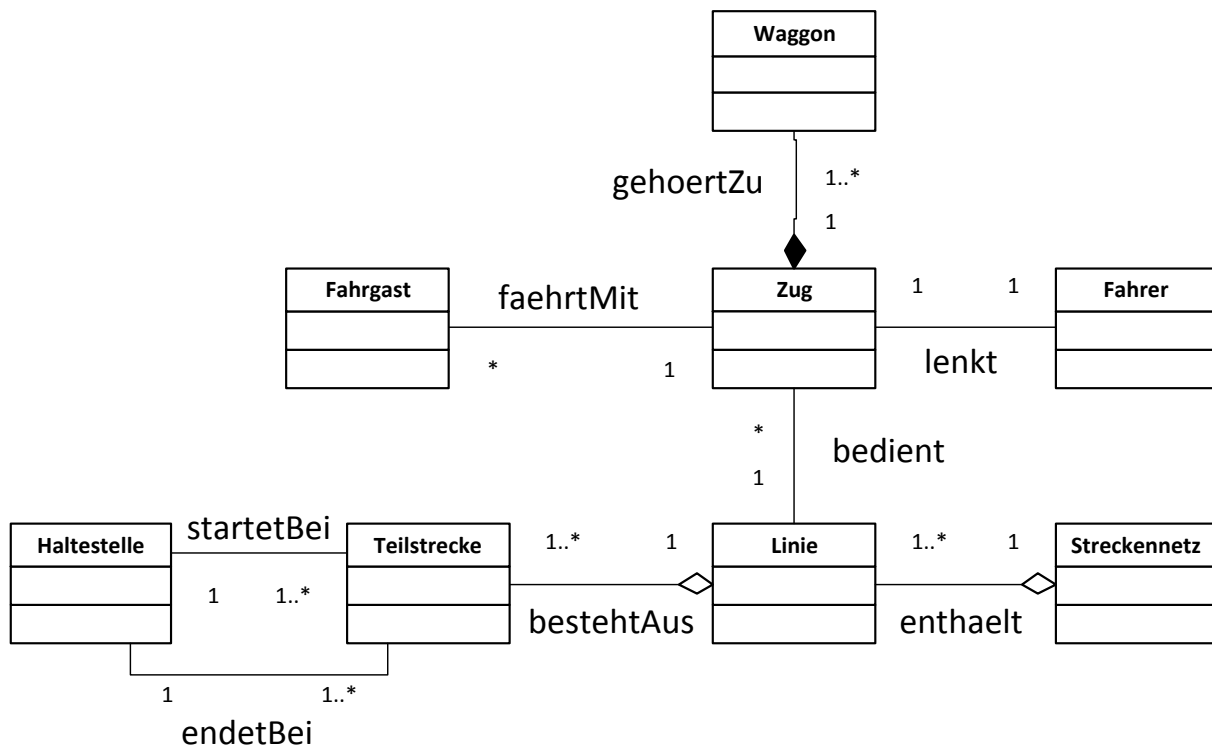 Waggon
gehoertZu
1..*
1
Fahrgast
faehrtMit
Zug
1
1
Fahrer
*
1
lenkt
*
bedient
1
Haltestelle
startetBei
Teilstrecke
1..*
1
Linie
1..*
1
Streckennetz
1
1..*
bestehtAus
enthaelt
1
1..*
endetBei